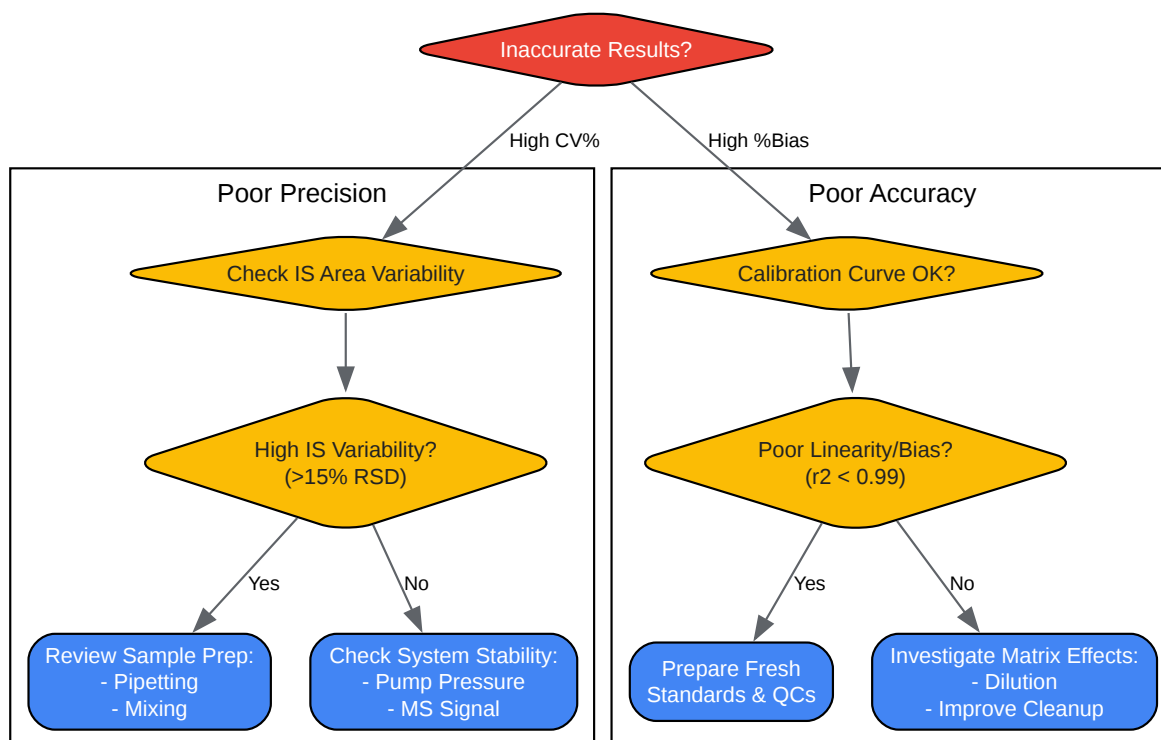 Inaccurate Results?
High CV%
High %Bias
Poor Precision
Poor Accuracy
Check IS Area Variability
Calibration Curve OK?
High IS Variability?
(>15% RSD)
Poor Linearity/Bias?
(r2 < 0.99)
Yes
No
Yes
No
Review Sample Prep:
- Pipetting
- Mixing
Check System Stability:
- Pump Pressure
- MS Signal
Prepare Fresh
Standards & QCs
Investigate Matrix Effects:
- Dilution
- Improve Cleanup